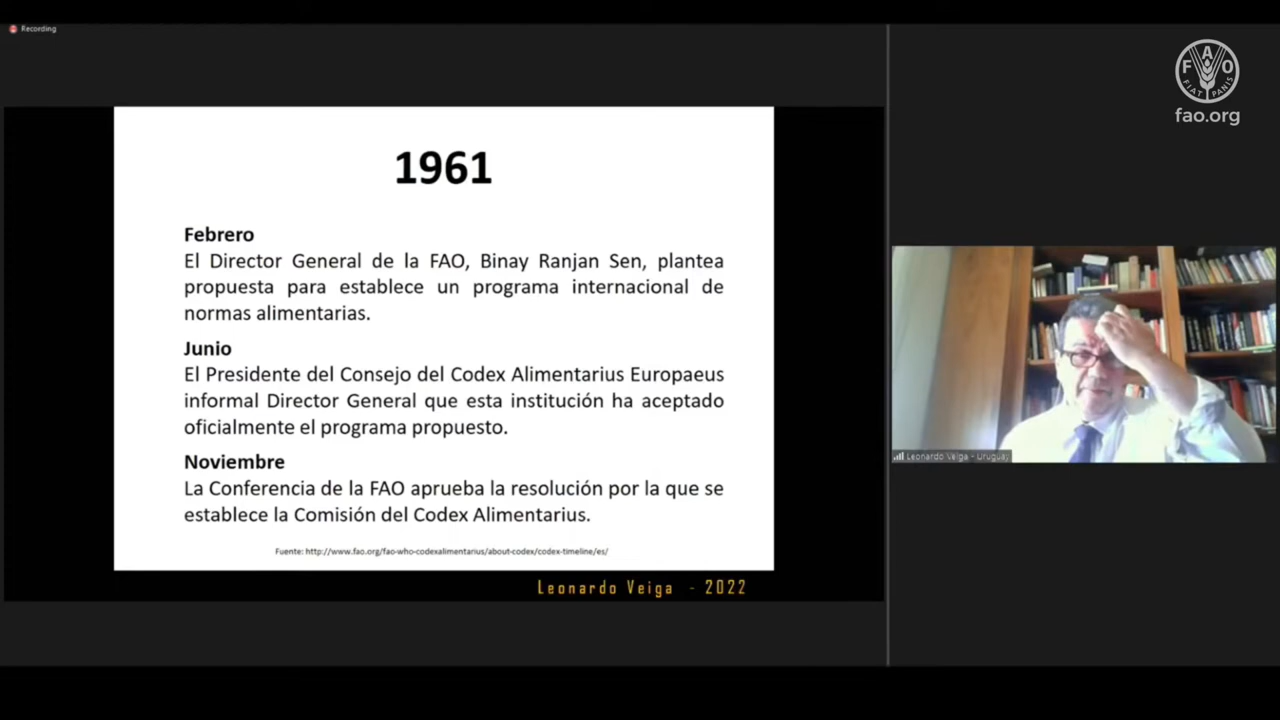 Recording
FAO
FIAT PANIS
fao.org
1961
Febrero
El Director General de la FAO, Binay Ranjan Sen, plantea
propuesta para establece un programa internacional de
normas alimentarias.
Junio
El Presidente del Consejo del Codex Alimentarius Europaeus
informal Director General que esta institución ha aceptado
oficialmente el programa propuesto.
Noviembre
La Conferencia de la FAO aprueba la resolución por la que se
establece la Comisión del Codex Alimentarius.
Fuente: http://www.fao.org/fao-who-codexalimentarius/about-codex/codex-timeline/es/
Leonardo Veiga - 2022
Leonardo Veiga - Uruguay